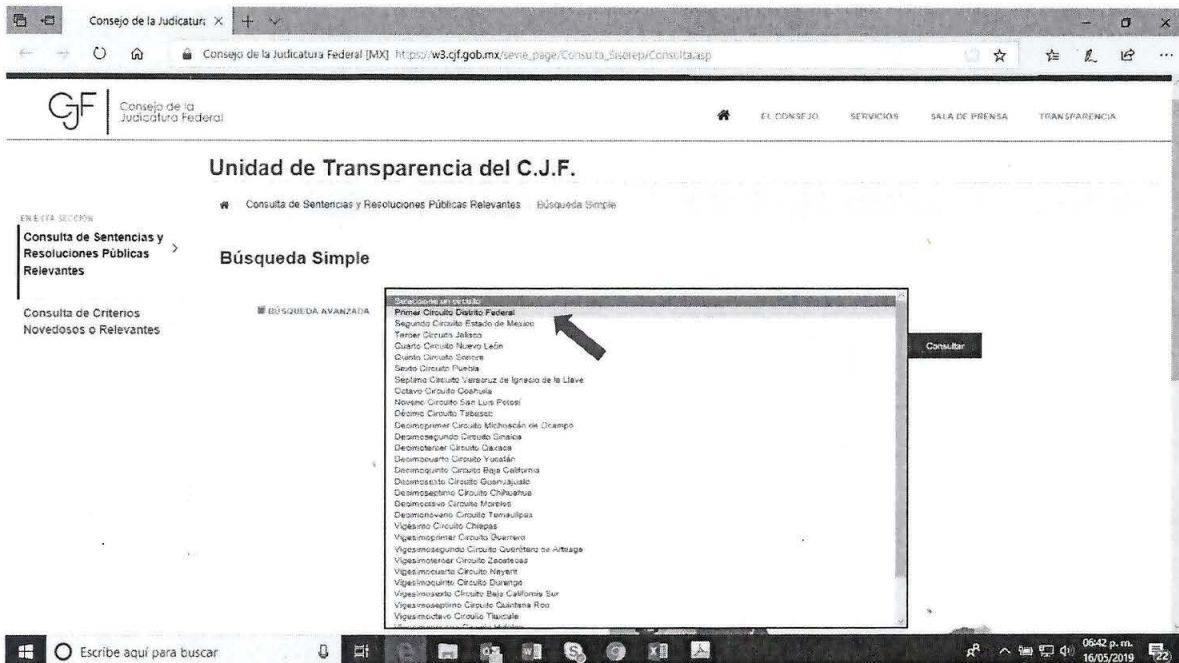 Consejo de la Judicatura
Consejo de la Judicatura Federal [MX] https://w3.cjf.gob.mx/sevie_page/Consulta_Siserep/Consulta.asp
CJF
Consejo de la
Judicatura Federal
EL CONSEJO SERVICIOS SALA DE PRENSA TRANSPARENCIA
Unidad de Transparencia del C.J.F.
Consulta de Sentencias y Resoluciones Públicas Relevantes Búsqueda Simple
EN ESTA SECCIÓN
Consulta de Sentencias y
Resoluciones Públicas
Relevantes
Consulta de Criterios
Novedosos o Relevantes
Búsqueda Simple
BÚSQUEDA AVANZADA
Seleccione un circuito
Primer Circuito Distrito Federal
Segundo Circuito Estado de Mexico
Tercer Circuito Jalisco
Cuarto Circuito Nuevo León
Quinto Circuito Sonora
Sexto Circuito Puebla
Septimo Circuito Veracruz de Ignacio de la Llave
Octavo Circuito Coahuila
Noveno Circuito San Luis Potosí
Décimo Circuito Tabasco
Decimoprimer Circuito Michoacán de Ocampo
Decimosegundo Circuito Sinaloa
Decimotercer Circuito Oaxaca
Decimocuarto Circuito Yucatán
Decimoquinto Circuito Baja California
Decimosexto Circuito Guanajuato
Decimoseptimo Circuito Chihuahua
Decimoctavo Circuito Morelos
Decimonoveno Circuito Tamaulipas
Vigésimo Circuito Chiapas
Vigesimoprimer Circuito Guerrero
Vigesimosegundo Circuito Querétaro de Arteaga
Vigesimotercer Circuito Zacatecas
Vigesimocuarto Circuito Nayarit
Vigesimoquinto Circuito Durango
Vigesimosexto Circuito Baja California Sur
Vigesimoseptimo Circuito Quintana Roo
Vigesimoctavo Circuito Tlaxcala
Consultar
Escribe aquí para buscar
06:42 p. m.
16/05/2019
22